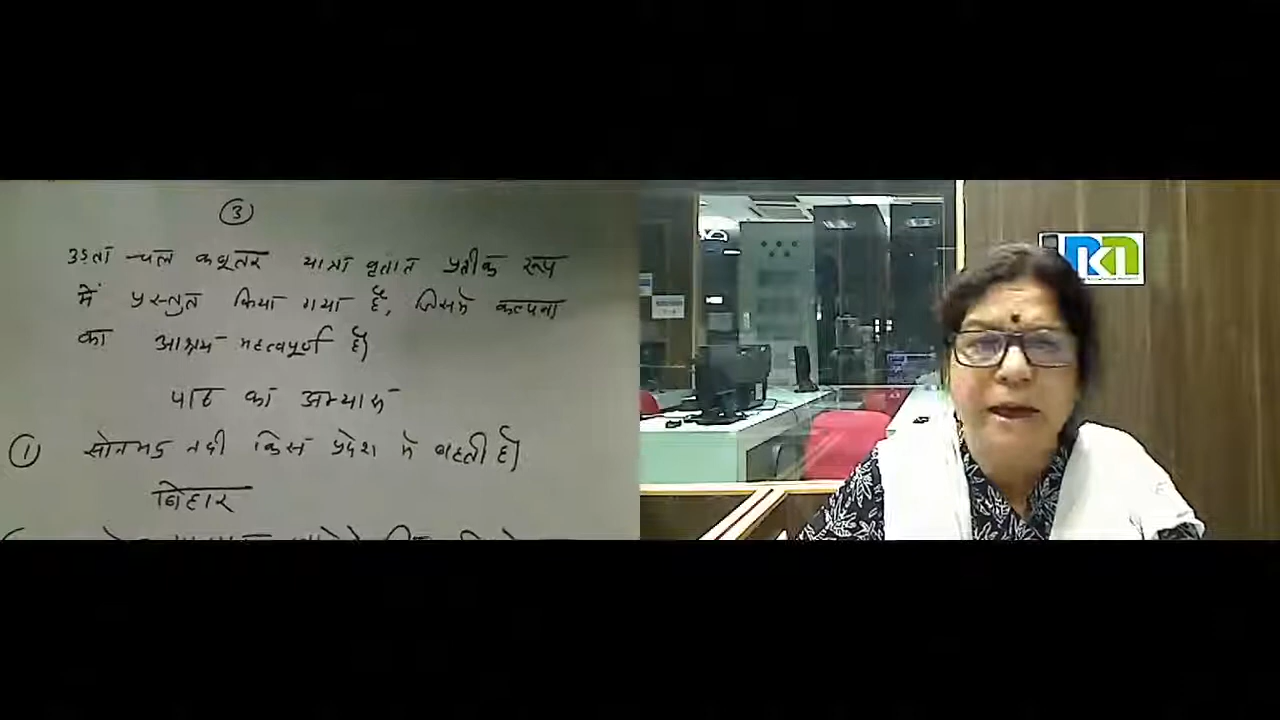 3
उड़ता चल कबूतर यात्रा वृतांत प्रतीक रूप
में प्रस्तुत किया गया है, जिसमें कल्पना
का आश्रय महत्वपूर्ण है।
पाठ का अभ्यास
1 सोनभद्र नदी किस प्रदेश मे बहती है।
बिहार